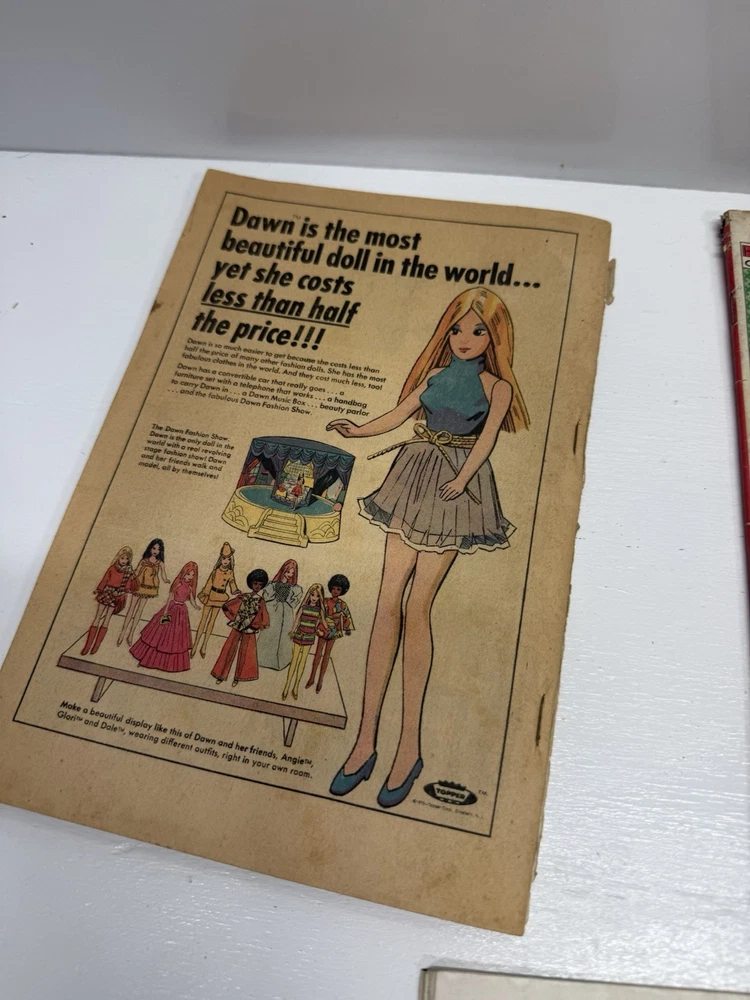 Dawn™ is the most
beautiful doll in the world...
yet she costs
less than half
the price!!!
Dawn is so much easier to get because she costs less than
half the price of many other fashion dolls. She has the most
fabulous clothes in the world. And they cost much less, too!
Dawn has a convertible car that really goes . . . a
furniture set with a telephone that works . . . a handbag
to carry Dawn in . . . a Dawn Music Box . . . beauty parlor
. . . and the fabulous Dawn Fashion Show.
The Dawn Fashion Show.
Dawn is the only doll in the
world with a real revolving
stage fashion show! Dawn
and her friends walk and
model, all by themselves!
Make a beautiful display like this of Dawn and her friends, Angie™,
Glori™ and Dale™, wearing different outfits, right in your own room.
TOPPER
TM.